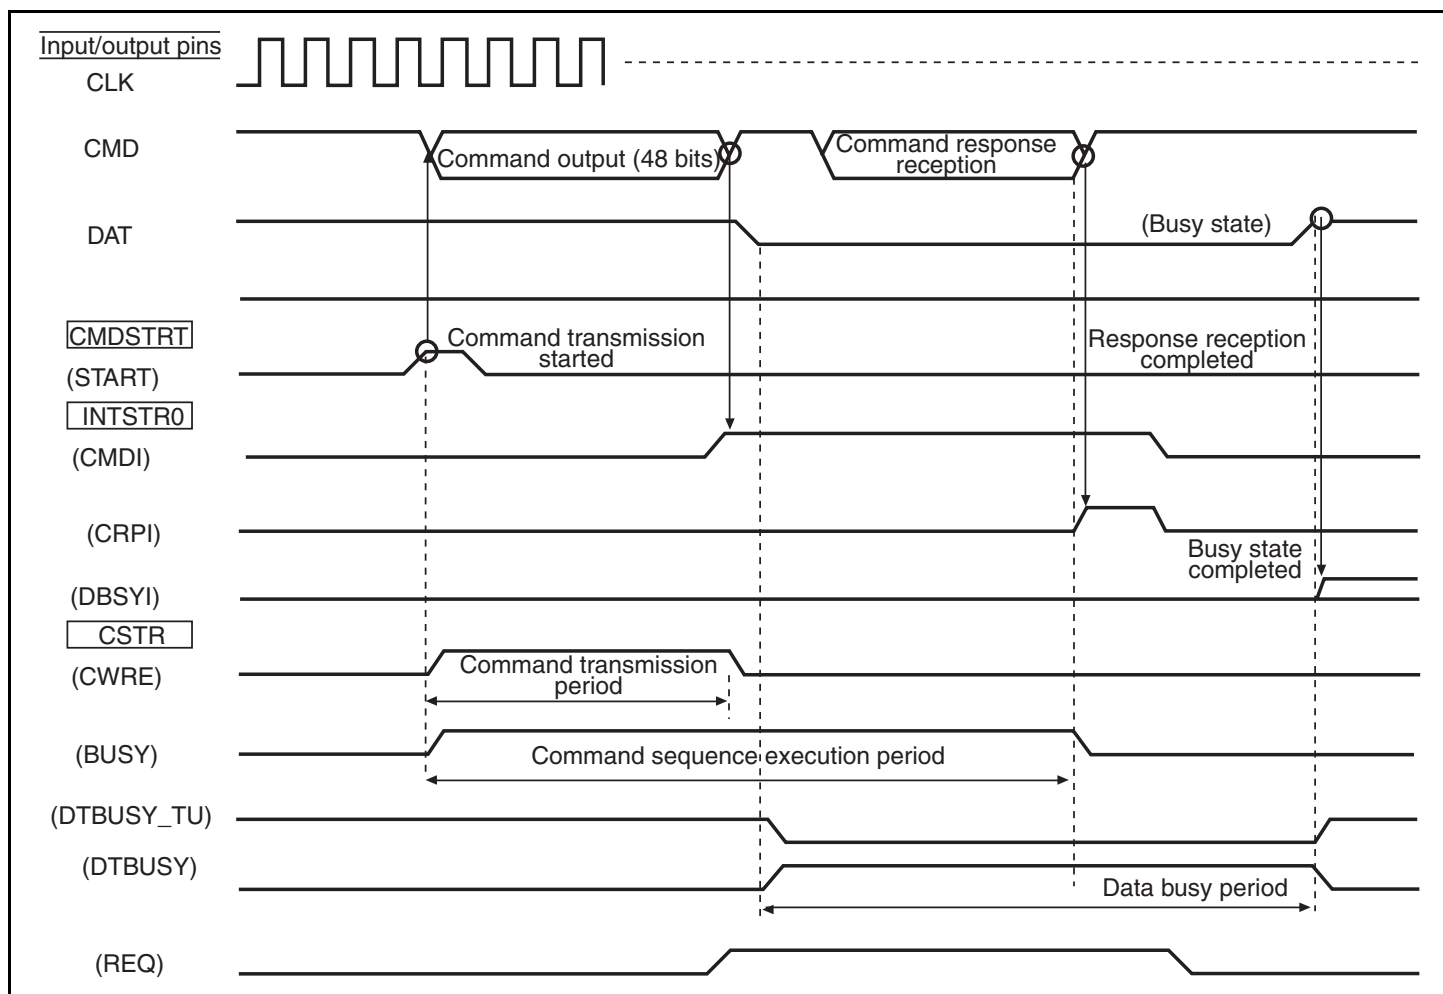 Input/output pins
CLK
CMD
Command output (48 bits)
Command response
reception
DAT
(Busy state)
CMDSTRT
(START)
Command transmission
started
Response reception
completed
INTSTR0
(CMDI)
(CRPI)
Busy state
completed
(DBSYI)
CSTR
(CWRE)
Command transmission
period
(BUSY)
Command sequence execution period
(DTBUSY_TU)
(DTBUSY)
Data busy period
(REQ)